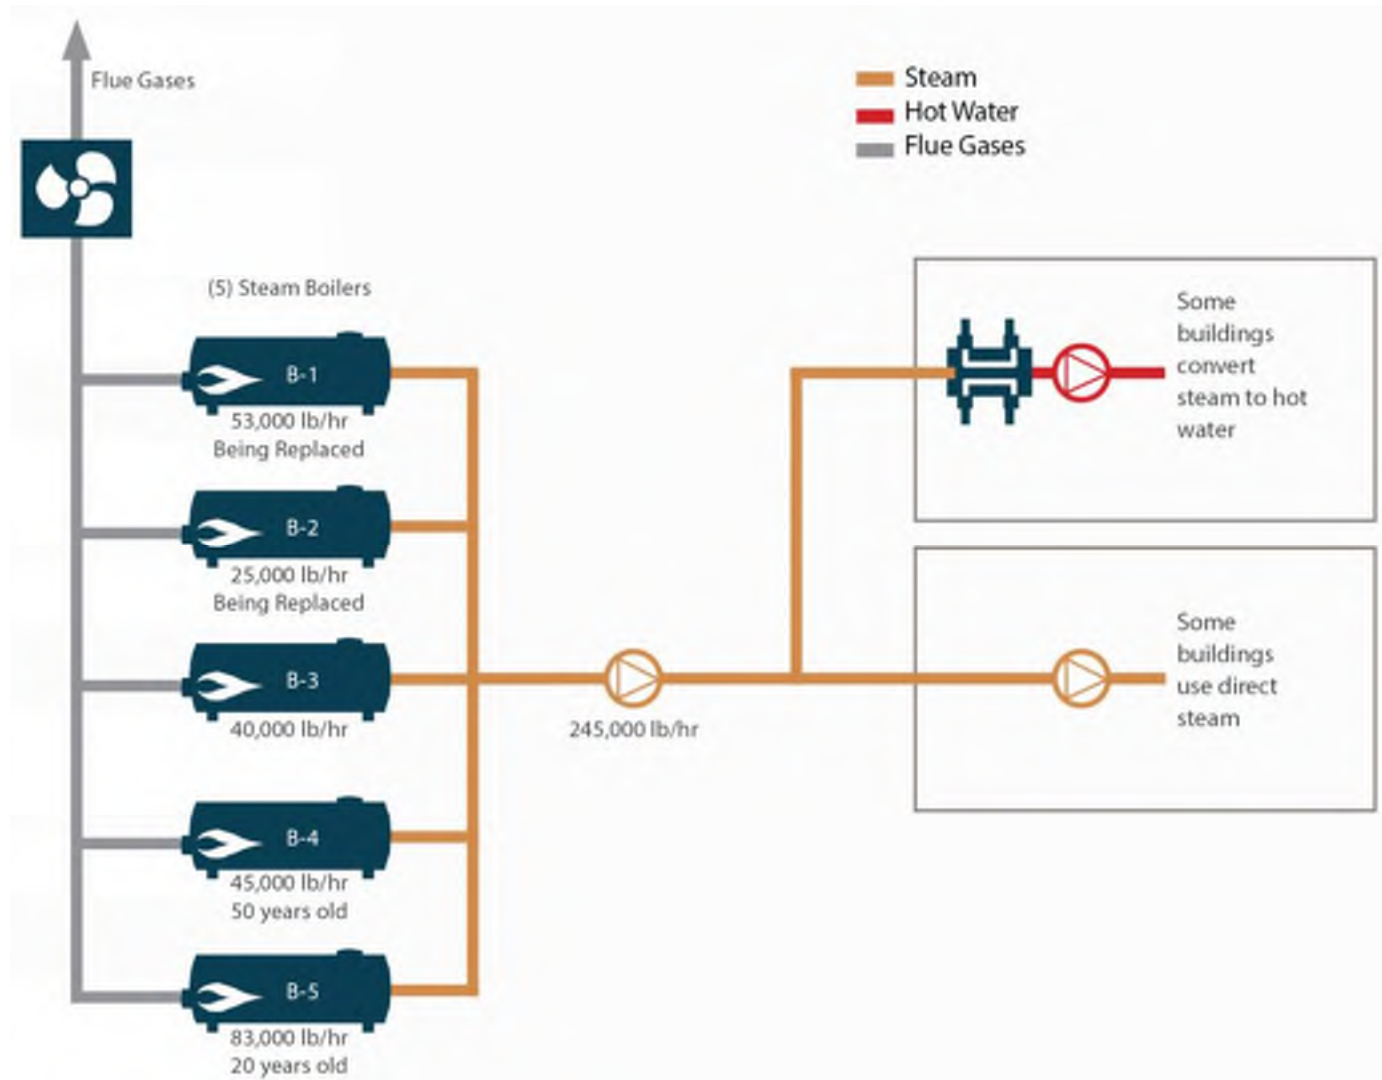 Flue Gases
Steam
Hot Water
Flue Gases
(5) Steam Boilers
B-1
53,000 lb/hr
Being Replaced
B-2
25,000 lb/hr
Being Replaced
B-3
40,000 lb/hr
B-4
45,000 lb/hr
50 years old
B-5
83,000 lb/hr
20 years old
245,000 lb/hr
Some
buildings
convert
steam to hot
water
Some
buildings
use direct
steam